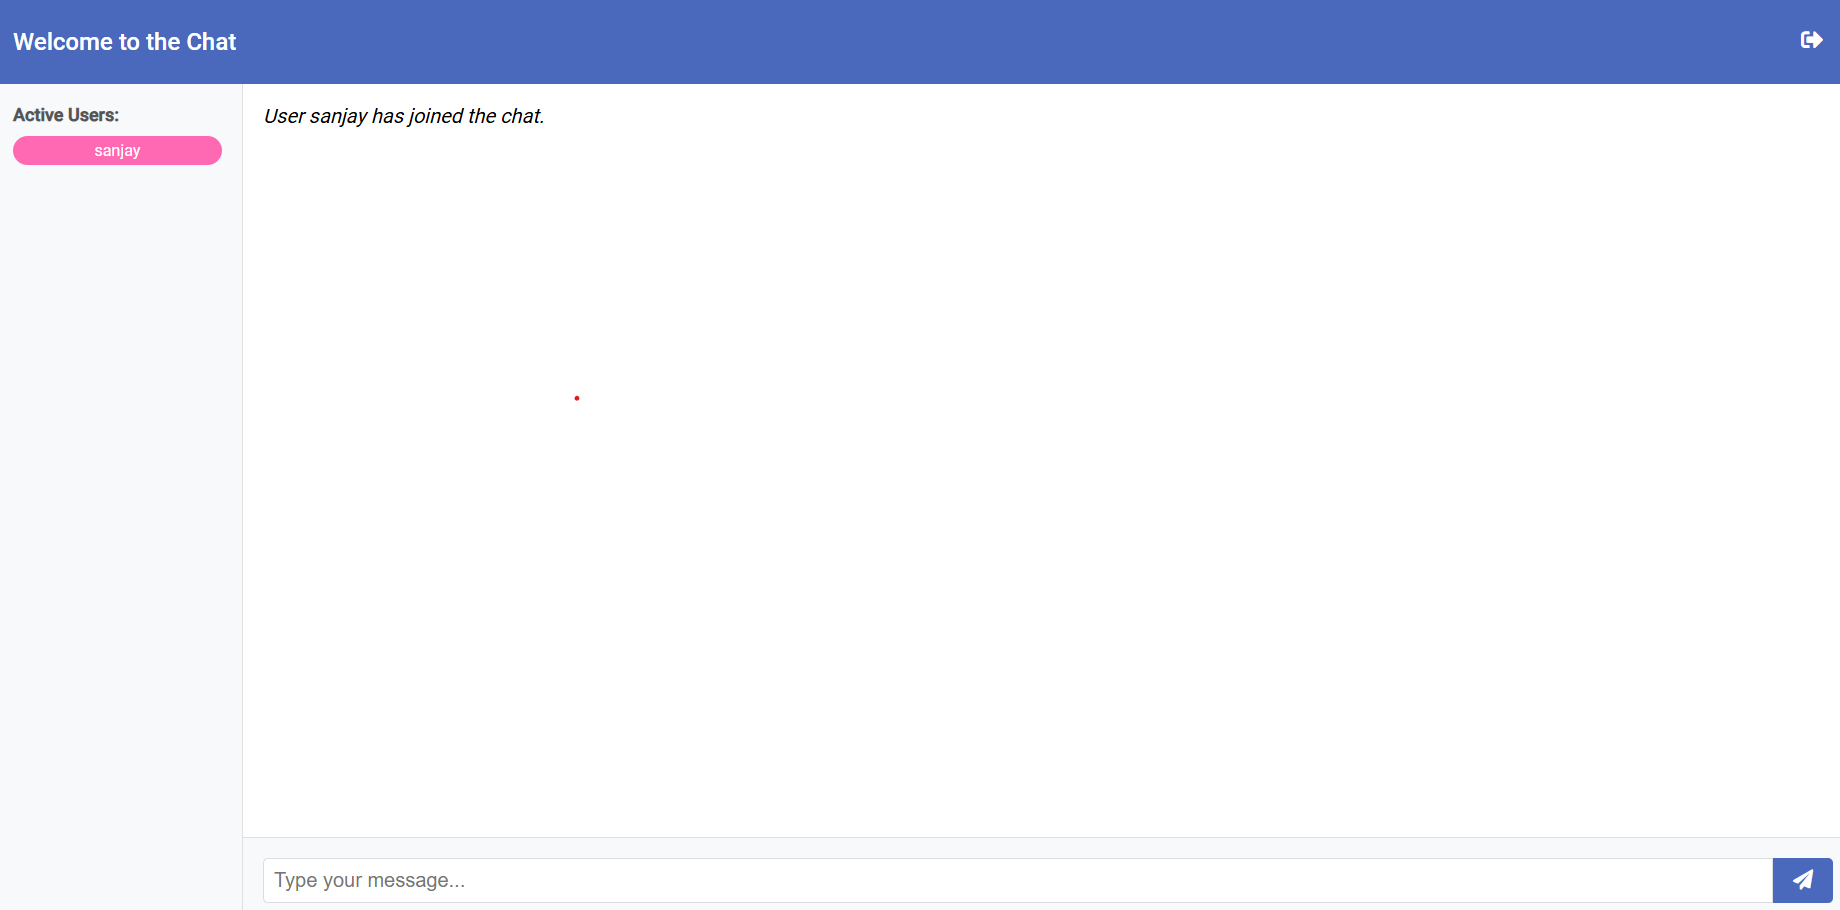 Welcome to the Chat
Active Users:
sanjay
User sanjay has joined the chat.
Type your message...